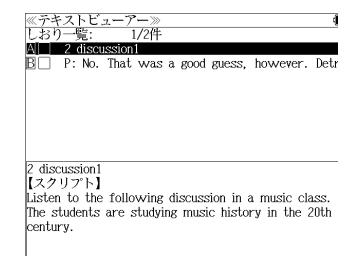 ≪テキストビューアー≫
しおり一覧: 1/2件
A 2 discussion1
B P: No. That was a good guess, however. Detr
2 discussion1
【スクリプト】
Listen to the following discussion in a music class.
The students are studying music history in the 20th
century.